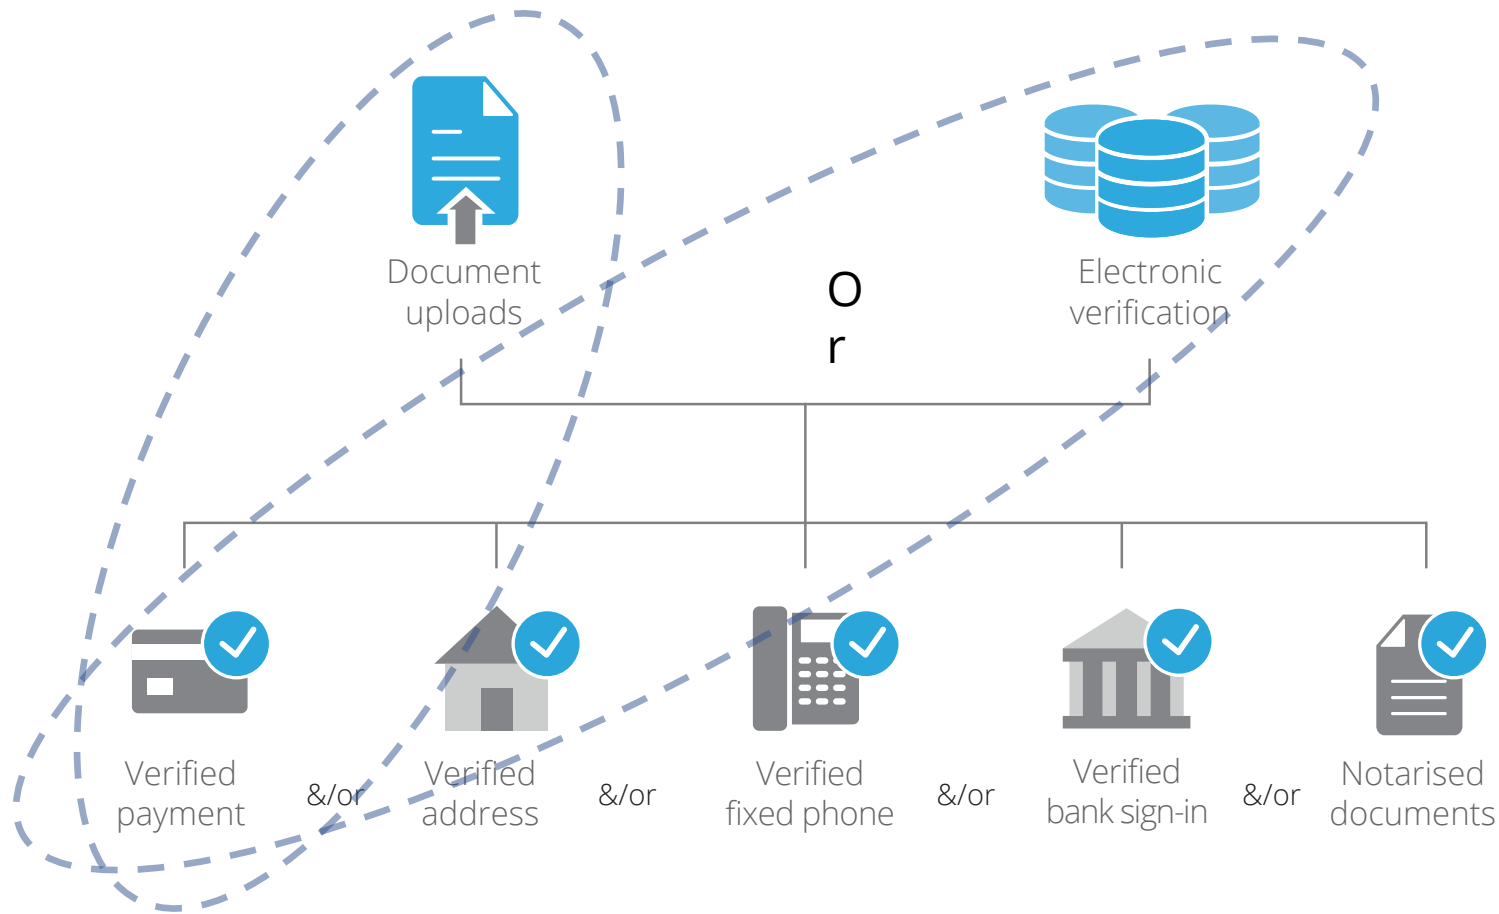 Document
uploads
O
r
Electronic
verification
Verified
payment
&/or
Verified
address
&/or
Verified
fixed phone
&/or
Verified
bank sign-in
&/or
Notarised
documents